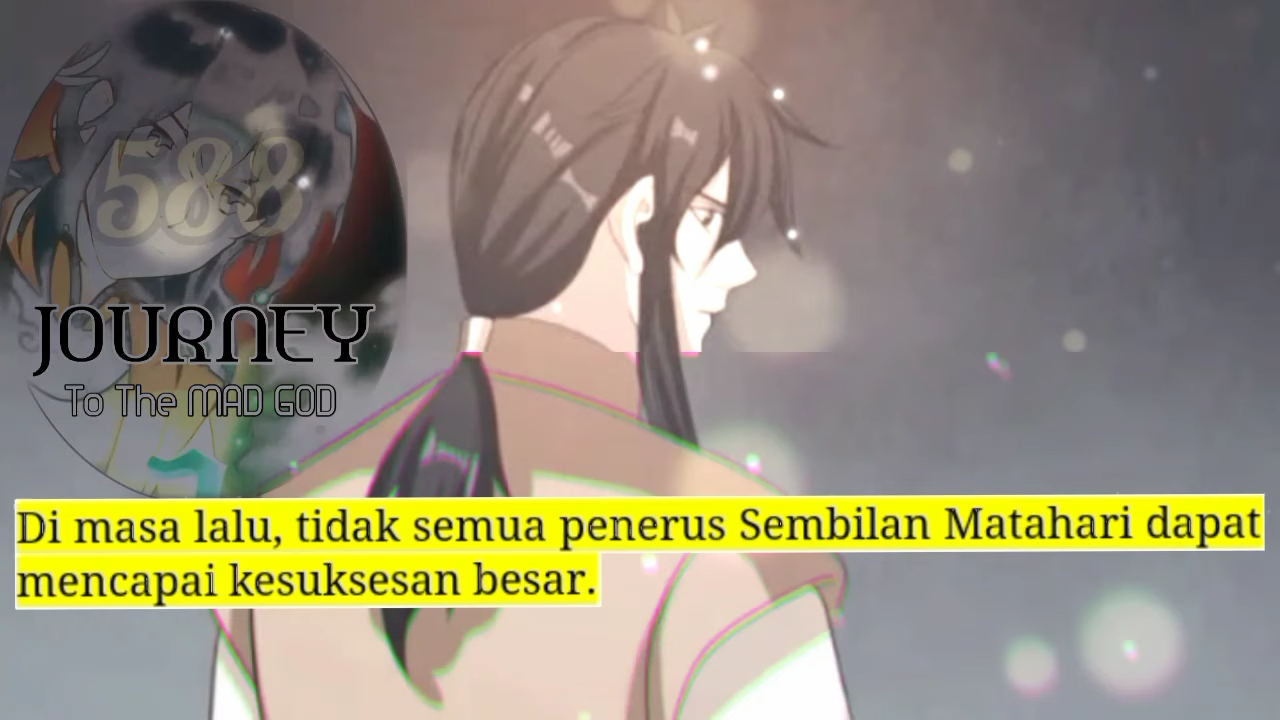 588
JOURNEY
To The MAD GOD
Di masa lalu, tidak semua penerus Sembilan Matahari dapat
mencapai kesuksesan besar.